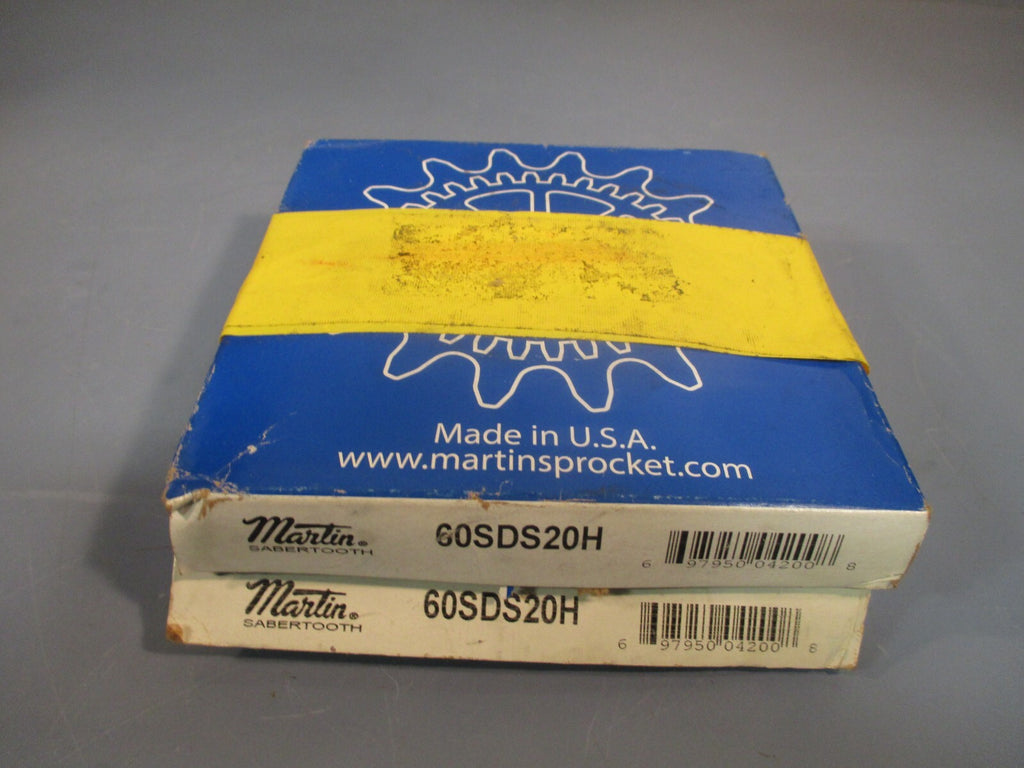 Made in U.S.A.
www.martinsprocket.com
Martin® 60SDS20H
SABERTOOTH
6 97950 04200 8
Martin® 60SDS20H
SABERTOOTH
6 97950 04200 8